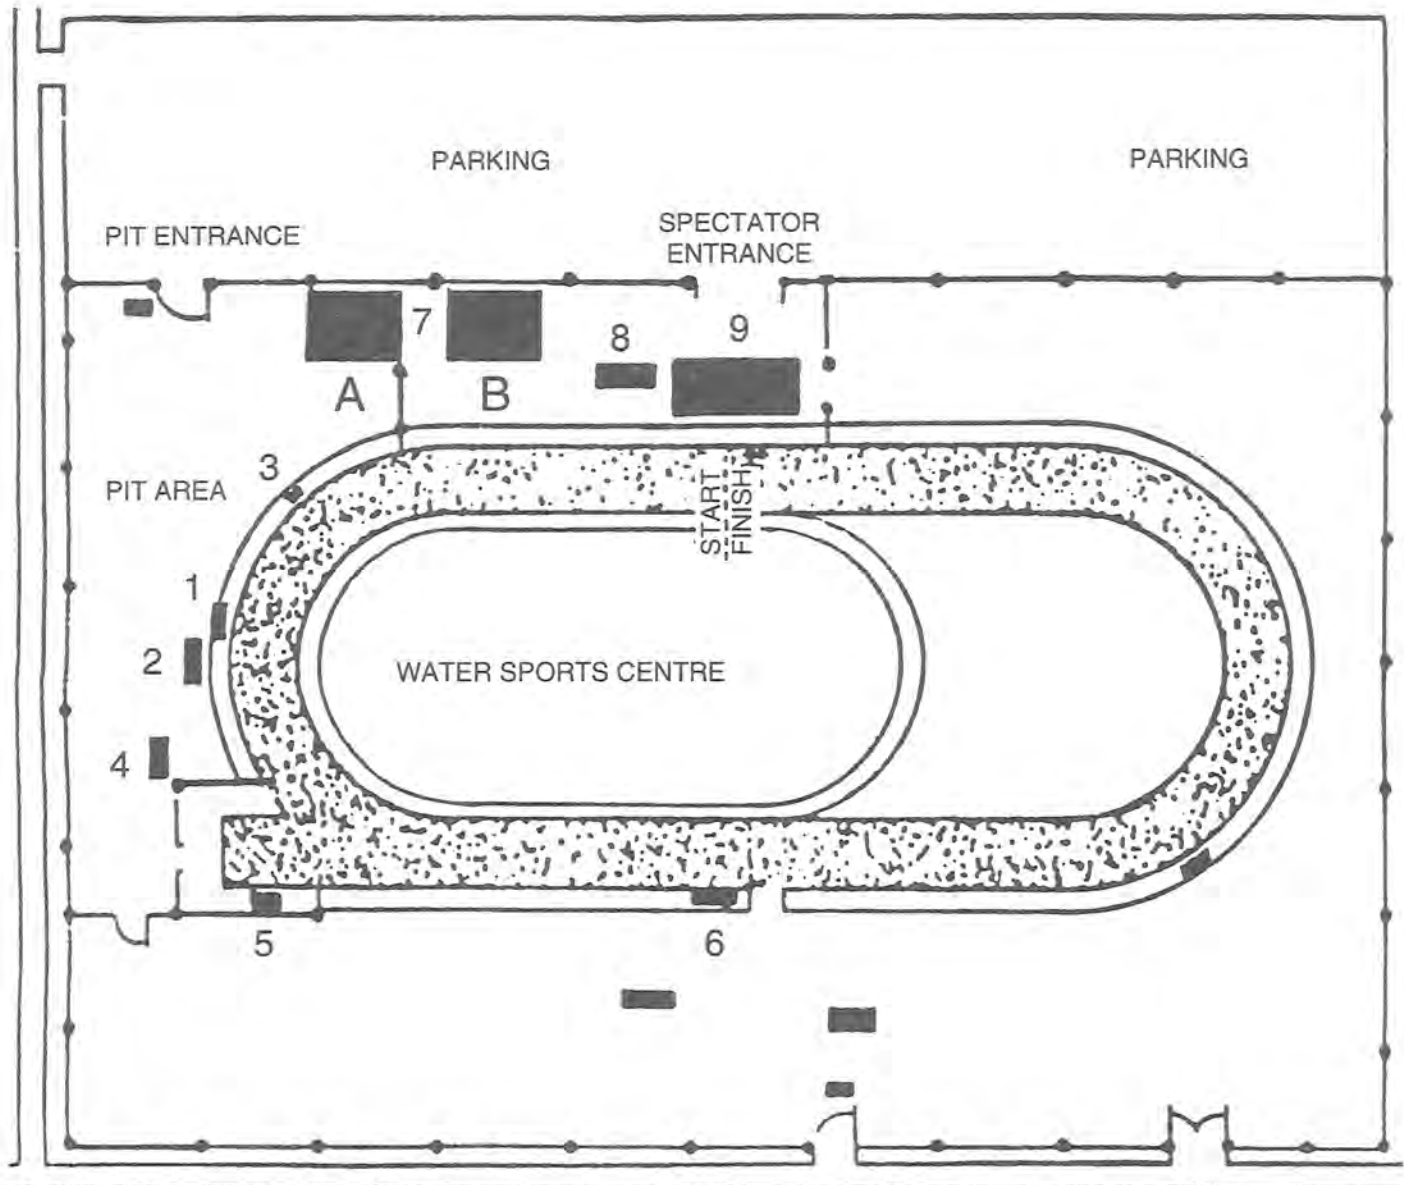 PARKING
PARKING
PIT ENTRANCE
SPECTATOR
ENTRANCE
7
8
9
A
B
3
PIT AREA
START
FINISH
1
2
WATER SPORTS CENTRE
4
5
6